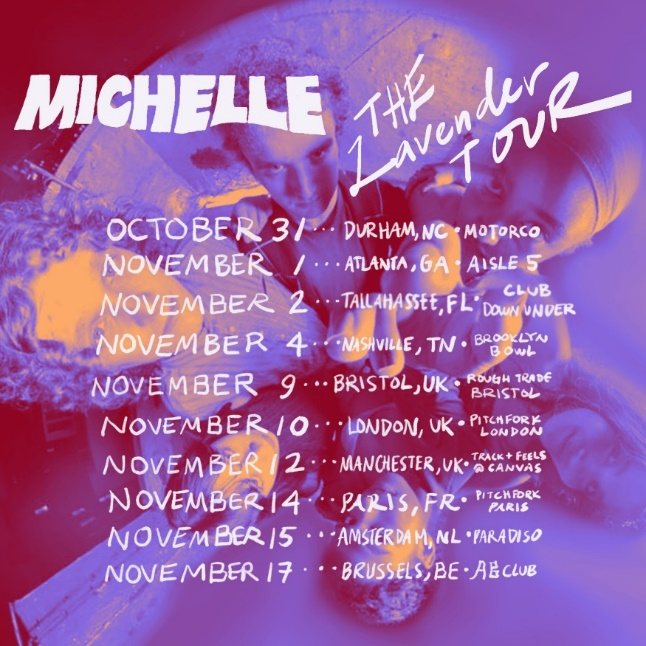 MICHELLE
THE
Lavender
TOUR
OCTOBER 31 ··· DURHAM, NC • MOTORCO
NOVEMBER 1 ··· ATLANTA, GA • AISLE 5
NOVEMBER 2 ··· TALLAHASSEE, FL • CLUB DOWN UNDER
NOVEMBER 4 ··· NASHVILLE, TN • BROOKLYN BOWL
NOVEMBER 9 ··· BRISTOL, UK • ROUGH TRADE BRISTOL
NOVEMBER 10 ··· LONDON, UK • PITCHFORK LONDON
NOVEMBER 12 ··· MANCHESTER, UK • TRACK + FEELS @ CANVAS
NOVEMBER 14 ··· PARIS, FR • PITCHFORK PARIS
NOVEMBER 15 ··· AMSTERDAM, NL • PARADISO
NOVEMBER 17 ··· BRUSSELS, BE • AB CLUB